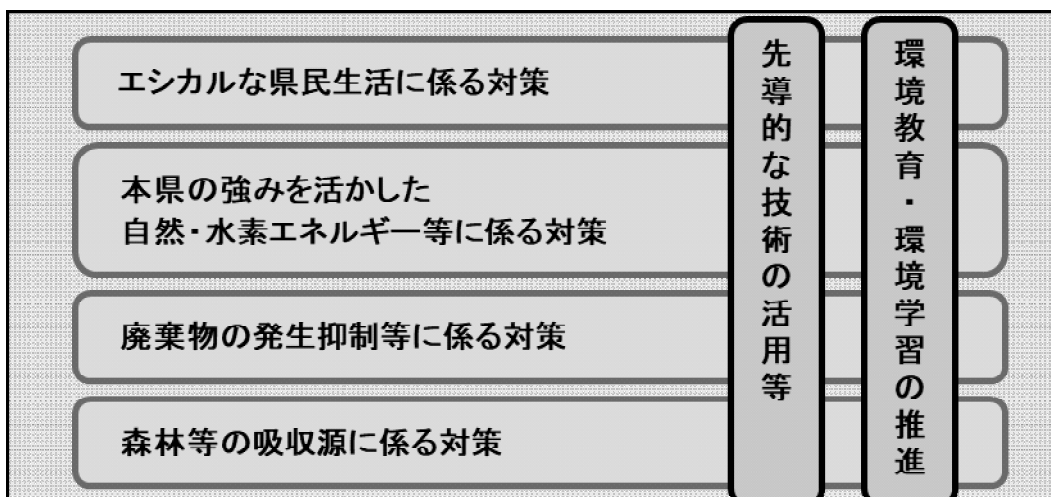 エシカルな県民生活に係る対策
本県の強みを活かした
自然・水素エネルギー等に係る対策
廃棄物の発生抑制等に係る対策
森林等の吸収源に係る対策
先導的な技術の活用等
環境教育・環境学習の推進